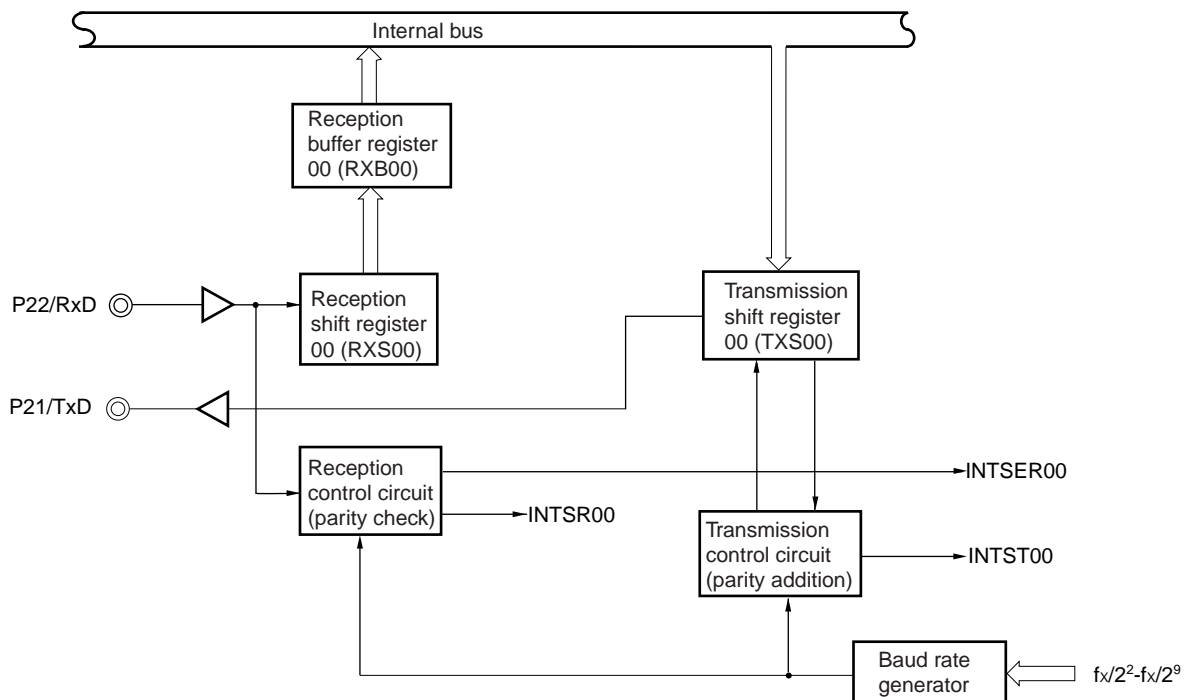 Internal bus
Reception
buffer register
00 (RXB00)
P22/RxD
Reception
shift register
00 (RXS00)
Transmission
shift register
00 (TXS00)
P21/TxD
Reception
control circuit
(parity check)
INTSER00
INTSR00
Transmission
control circuit
(parity addition)
INTST00
Baud rate
generator
fx/2²-fx/2⁹